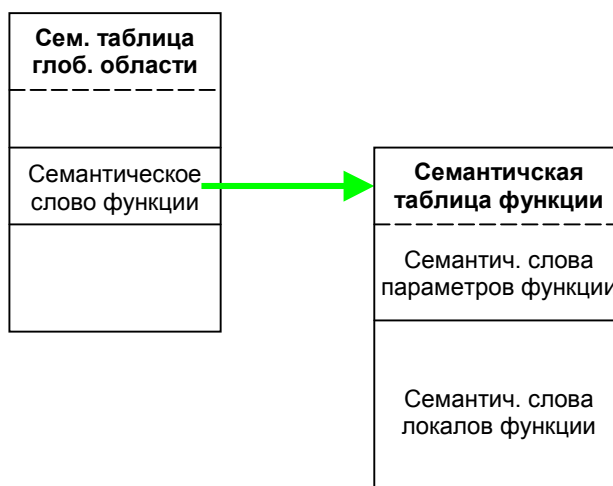 Сем. таблица
глоб. области
Семантическое
слово функции
Семантичская
таблица функции
Семантич. слова
параметров функции
Семантич. слова
локалов функции